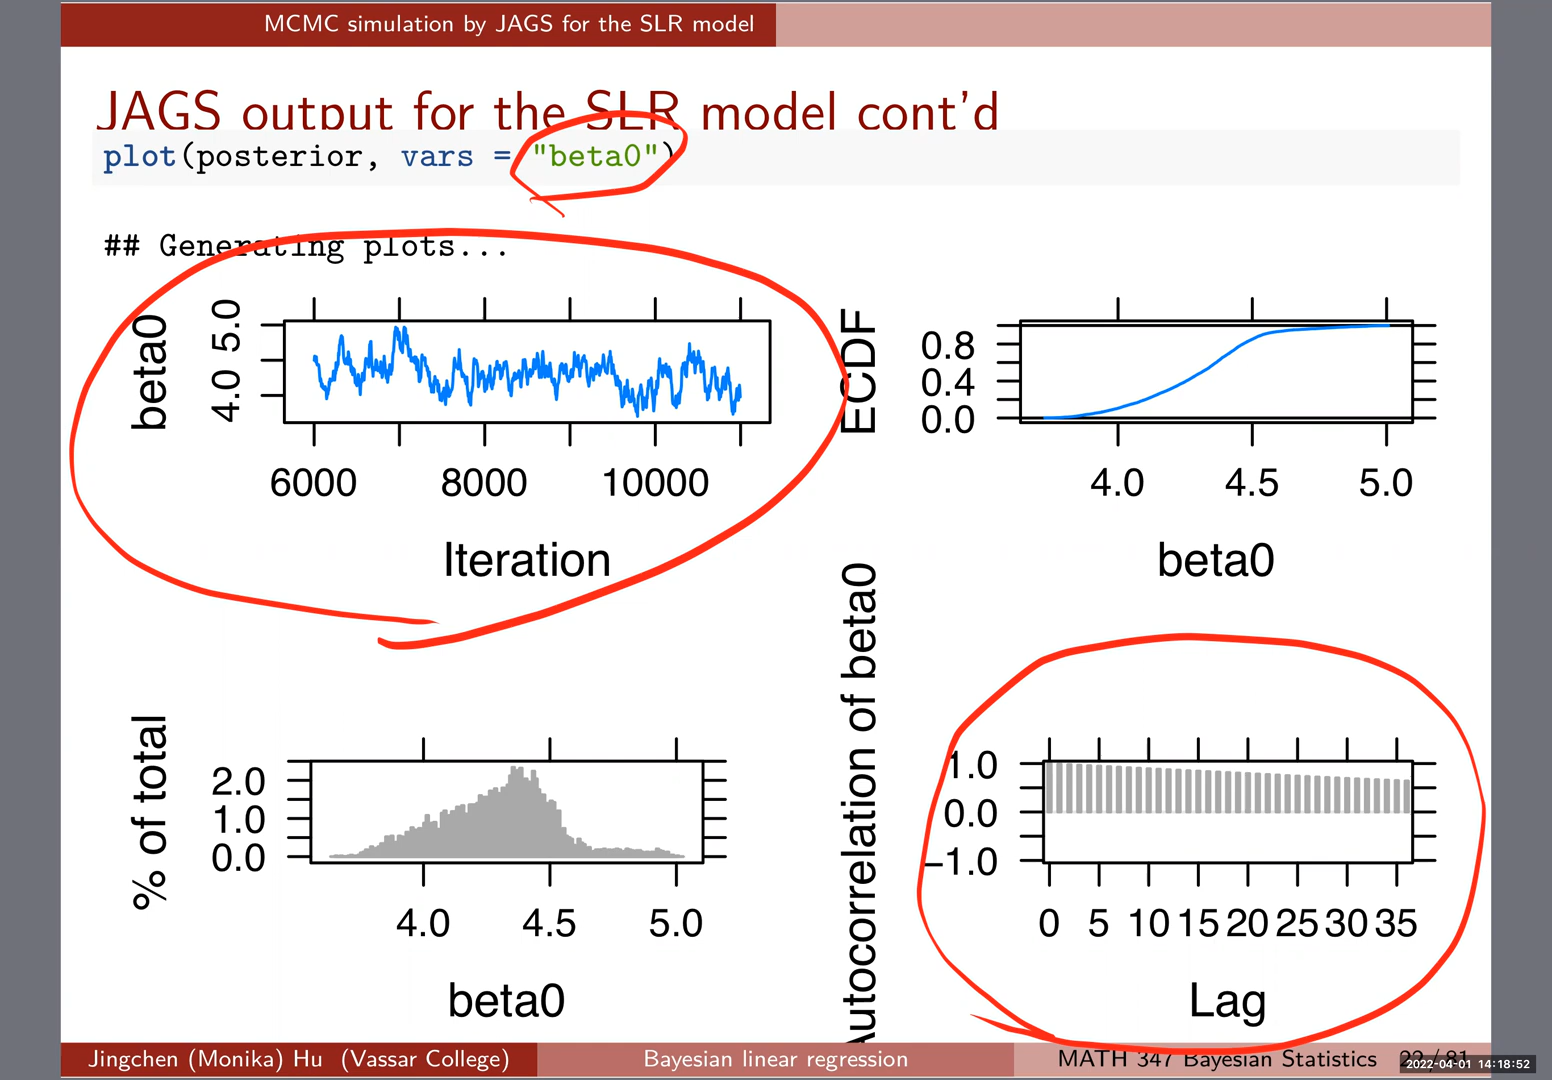 MCMC simulation by JAGS for the SLR model
JAGS output for the SLR model cont'd
plot(posterior, vars = "beta0")
## Generating plots...
beta0
4.0 5.0
6000 8000 10000
Iteration
ECDF
0.8
0.4
0.0
4.0 4.5 5.0
beta0
% of total
2.0
1.0
0.0
4.0 4.5 5.0
beta0
Autocorrelation of beta0
1.0
0.0
−1.0
0 5 10 15 20 25 30 35
Lag
Jingchen (Monika) Hu (Vassar College)
Bayesian linear regression
MATH 347 Bayesian Statistics
2022-04-01 14:18:52